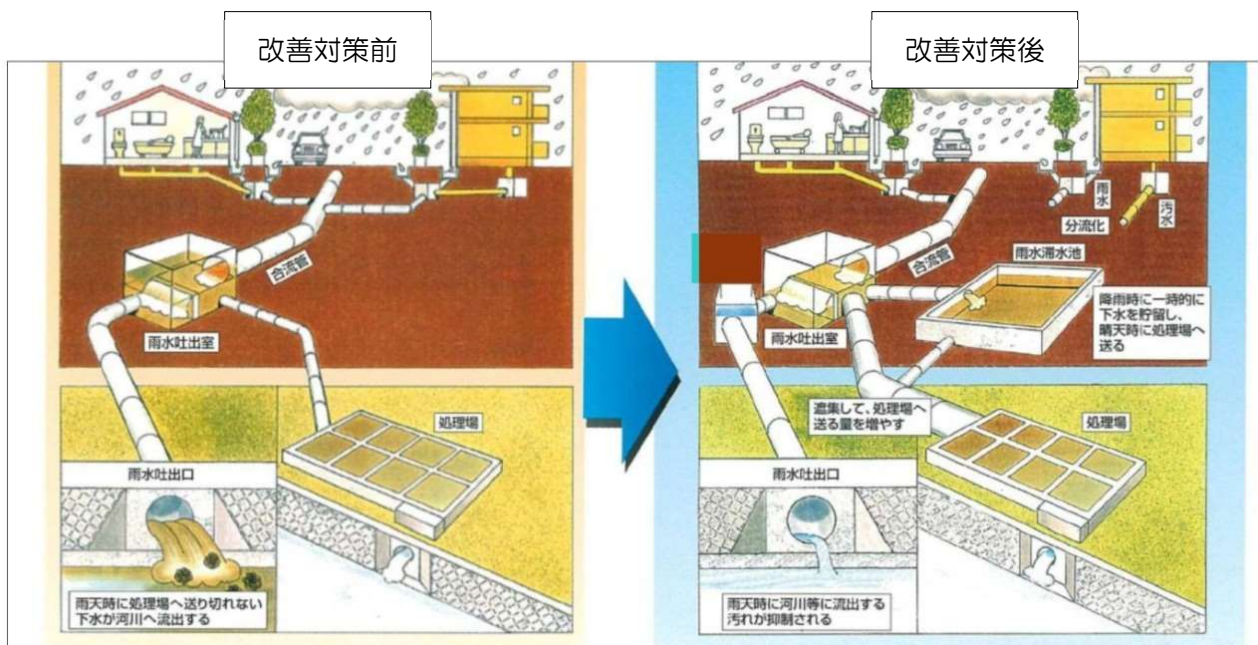 改善対策前
合流管
雨水吐出室
処理場
雨水吐出口
雨天時に処理場へ送り切れない
下水が河川へ流出する
改善対策後
雨水
汚水
分流化
合流管
雨水滞水池
降雨時に一時的に
下水を貯留し、
晴天時に処理場へ
送る
雨水吐出室
遮集して、処理場へ
送る量を増やす
処理場
雨水吐出口
雨天時に河川等に流出する
汚れが抑制される